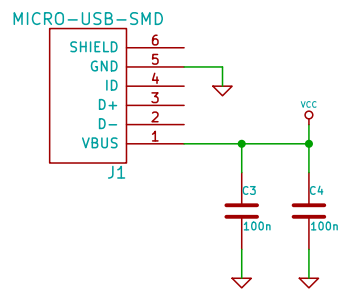 MICRO-USB-SMD
SHIELD 6
GND 5
ID 4
D+ 3
D- 2
VBUS 1
J1
VCC
C3
100n
C4
100n